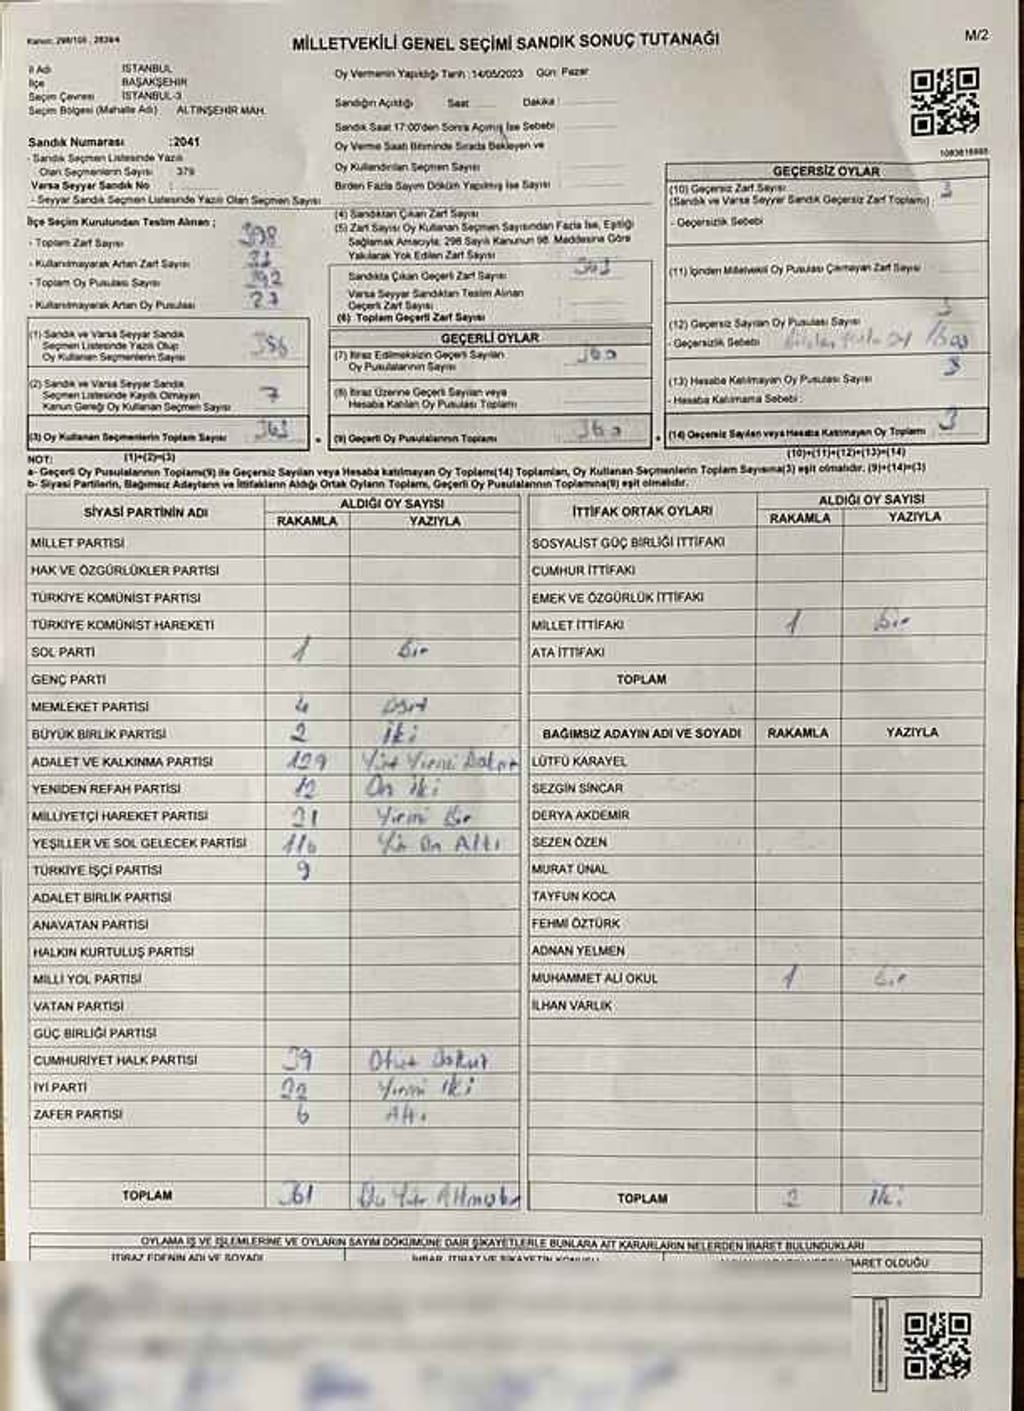 Kanun: 298/105, 2839/4
MİLLETVEKİLİ GENEL SEÇİMİ SANDIK SONUÇ TUTANAĞI
M/2
İl Adı İSTANBUL
İlçe BAŞAKŞEHİR
Seçim Çevresi İSTANBUL-3
Seçim Bölgesi (Mahalle Adı) ALTINŞEHİR MAH.
Sandık Numarası :2041
- Sandık Seçmen Listesinde Yazılı
Olan Seçmenlerin Sayısı 379
Varsa Seyyar Sandık No :
- Seyyar Sandık Seçmen Listesinde Yazılı Olan Seçmen Sayısı
Oy Vermenin Yapıldığı Tarih :14/05/2023 Gün: Pazar
Sandığın Açıldığı Saat Dakika
Sandık Saat 17:00'den Sonra Açılmış İse Sebebi
Oy Verme Saati Bitiminde Sırada Bekleyen ve
Oy Kullandırılan Seçmen Sayısı
Birden Fazla Sayım Döküm Yapılmış İse Sayısı
İlçe Seçim Kurulundan Teslim Alınan ;
- Toplam Zarf Sayısı 398
- Kullanılmayarak Artan Zarf Sayısı
- Toplam Oy Pusulası Sayısı
- Kullanılmayarak Artan Oy Pusulası 27
(1) Sandık ve Varsa Seyyar Sandık
Seçmen Listesinde Yazılı Olup
Oy Kullanan Seçmenlerin Sayısı 356
(2) Sandık ve Varsa Seyyar Sandık
Seçmen Listesinde Kayıtlı Olmayan
Kanun Gereği Oy Kullanan Seçmen Sayısı 7
(3) Oy Kullanan Seçmenlerin Toplam Sayısı 363
(4) Sandıktan Çıkan Zarf Sayısı
(5) Zarf Sayısı Oy Kullanan Seçmen Sayısından Fazla İse, Eşitliği
Sağlamak Amacıyla, 298 Sayılı Kanunun 98. Maddesine Göre
Yakılarak Yok Edilen Zarf Sayısı
Sandıkta Çıkan Geçerli Zarf Sayısı 363
Varsa Seyyar Sandıktan Teslim Alınan
Geçerli Zarf Sayısı
(6) Toplam Geçerli Zarf Sayısı
GEÇERLİ OYLAR
(7) İtiraz Edilmeksizin Geçerli Sayılan
Oy Pusulalarının Sayısı 360
(8) İtiraz Üzerine Geçerli Sayılan veya
Hesaba Katılan Oy Pusulası Toplamı
(9) Geçerli Oy Pusulalarının Toplamı 360
GEÇERSİZ OYLAR
(10) Geçersiz Zarf Sayısı 3
(Sandık ve Varsa Seyyar Sandık Geçersiz Zarf Toplamı) :
- Geçersizlik Sebebi
(11) İçinden Milletvekili Oy Pusulası Çıkmayan Zarf Sayısı
(12) Geçersiz Sayılan Oy Pusulası Sayısı 3
- Geçersizlik Sebebi
(13) Hesaba Katılmayan Oy Pusulası Sayısı 3
- Hesaba Katılmama Sebebi :
(14) Geçersiz Sayılan veya Hesaba Katılmayan Oy Toplamı 3
NOT: (1)+(2)=(3) (10)+(11)+(12)+(13)=(14)
a- Geçerli Oy Pusulalarının Toplamı(9) ile Geçersiz Sayılan veya Hesaba katılmayan Oy Toplamı(14) Toplamları, Oy Kullanan Seçmenlerin Toplam Sayısına(3) eşit olmalıdır. (9)+(14)=(3)
b- Siyasi Partilerin, Bağımsız Adayların ve İttifakların Aldığı Ortak Oyların Toplamı, Geçerli Oy Pusulalarının Toplamına(9) eşit olmalıdır.
SİYASİ PARTİNİN ADI ALDIĞI OY SAYISI
RAKAMLA YAZIYLA
MİLLET PARTİSİ
HAK VE ÖZGÜRLÜKLER PARTİSİ
TÜRKİYE KOMÜNİST PARTİSİ
TÜRKİYE KOMÜNİST HAREKETİ
SOL PARTİ 1 Bir
GENÇ PARTİ
MEMLEKET PARTİSİ 4 Dört
BÜYÜK BİRLİK PARTİSİ 2 İki
ADALET VE KALKINMA PARTİSİ 129 Yüz Yirmi Dokuz
YENİDEN REFAH PARTİSİ 12 On İki
MİLLİYETÇİ HAREKET PARTİSİ 21 Yirmi Bir
YEŞİLLER VE SOL GELECEK PARTİSİ 116 Yüz On Altı
TÜRKİYE İŞÇİ PARTİSİ 9
ADALET BİRLİK PARTİSİ
ANAVATAN PARTİSİ
HALKIN KURTULUŞ PARTİSİ
MİLLİ YOL PARTİSİ
VATAN PARTİSİ
GÜÇ BİRLİĞİ PARTİSİ
CUMHURİYET HALK PARTİSİ 39 Otuz Dokuz
İYİ PARTİ 22 Yirmi İki
ZAFER PARTİSİ 6 Altı
TOPLAM 361
İTTİFAK ORTAK OYLARI ALDIĞI OY SAYISI
RAKAMLA YAZIYLA
SOSYALİST GÜÇ BİRLİĞİ İTTİFAKI
CUMHUR İTTİFAKI
EMEK VE ÖZGÜRLÜK İTTİFAKI
MİLLET İTTİFAKI 1 Bir
ATA İTTİFAKI
TOPLAM
BAĞIMSIZ ADAYIN ADI VE SOYADI RAKAMLA YAZIYLA
LÜTFÜ KARAYEL
SEZGİN SİNCAR
DERYA AKDEMİR
SEZEN ÖZEN
MURAT ÜNAL
TAYFUN KOCA
FEHMİ ÖZTÜRK
ADNAN YELMEN
MUHAMMET ALİ OKUL 1 Bir
İLHAN VARLIK
TOPLAM 2 İki
OYLAMA İŞ VE İŞLEMLERİNE VE OYLARIN SAYIM DÖKÜMÜNE DAİR ŞİKAYETLERLE BUNLARA AİT KARARLARIN NELERDEN İBARET BULUNDUKLARI
İTİRAZ EDENİN ADI VE SOYADI